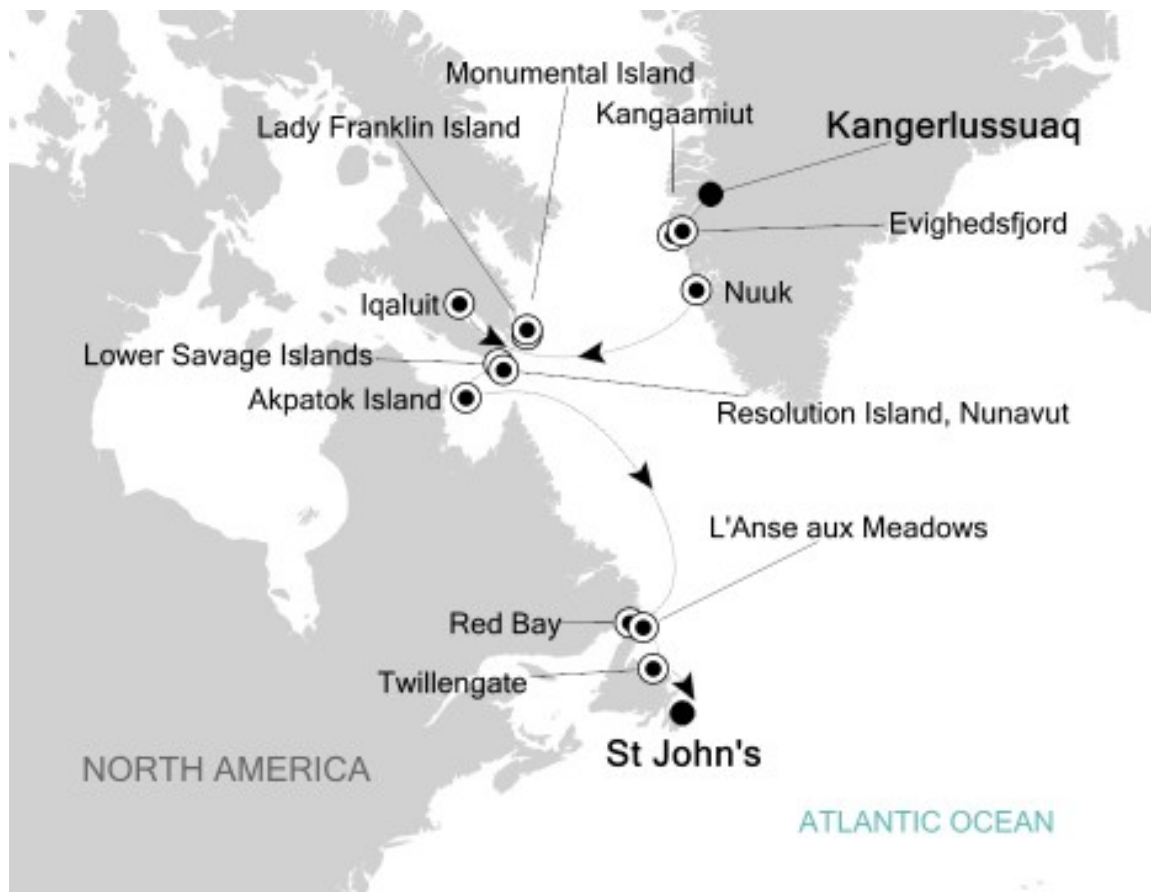 Monumental Island
Kangaamiut
Lady Franklin Island
Kangerlussuaq
Evighedsfjord
Iqaluit
Nuuk
Lower Savage Islands
Akpatok Island
Resolution Island, Nunavut
L'Anse aux Meadows
Red Bay
Twillengate
St John's
NORTH AMERICA
ATLANTIC OCEAN